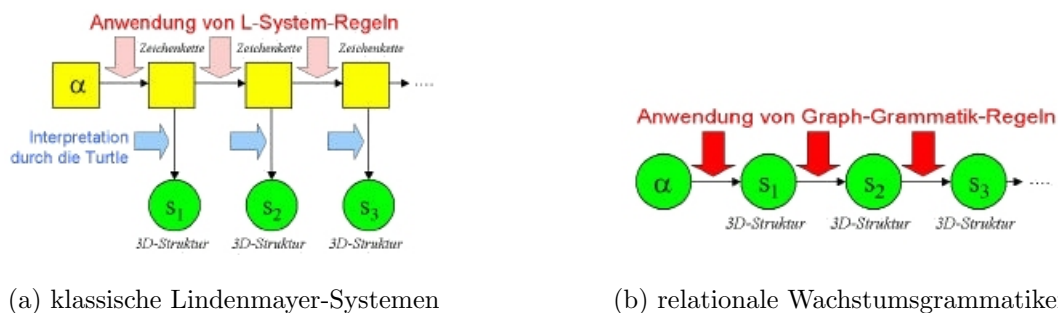 Anwendung von L-System-Regeln
Zeichenkette Zeichenkette Zeichenkette
α ....
Interpretation
durch die Turtle
s1 s2 s3
3D-Struktur 3D-Struktur 3D-Struktur
(a) klassische Lindenmayer-Systemen
Anwendung von Graph-Grammatik-Regeln
α s1 s2 s3 ....
3D-Struktur 3D-Struktur 3D-Struktur
(b) relationale Wachstumsgrammatike